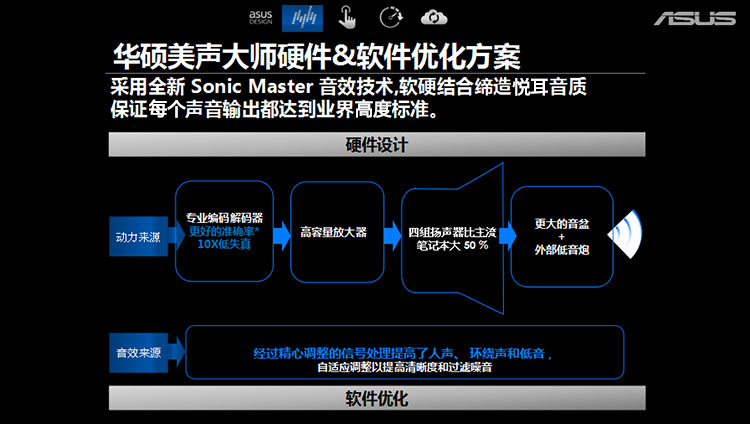 asus
DESIGN
ASUS
华硕美声大师硬件&软件优化方案
采用全新 Sonic Master 音效技术,软硬结合缔造悦耳音质
保证每个声音输出都达到业界高度标准。
硬件设计
动力来源
专业编码解码器
更好的准确率*
10X低失真
高容量放大器
四组扬声器比主流
笔记本大 50 %
更大的音盆
+
外部低音炮
音效来源
经过精心调整的信号处理提高了人声、环绕声和低音，
自适应调整以提高清晰度和过滤噪音
软件优化